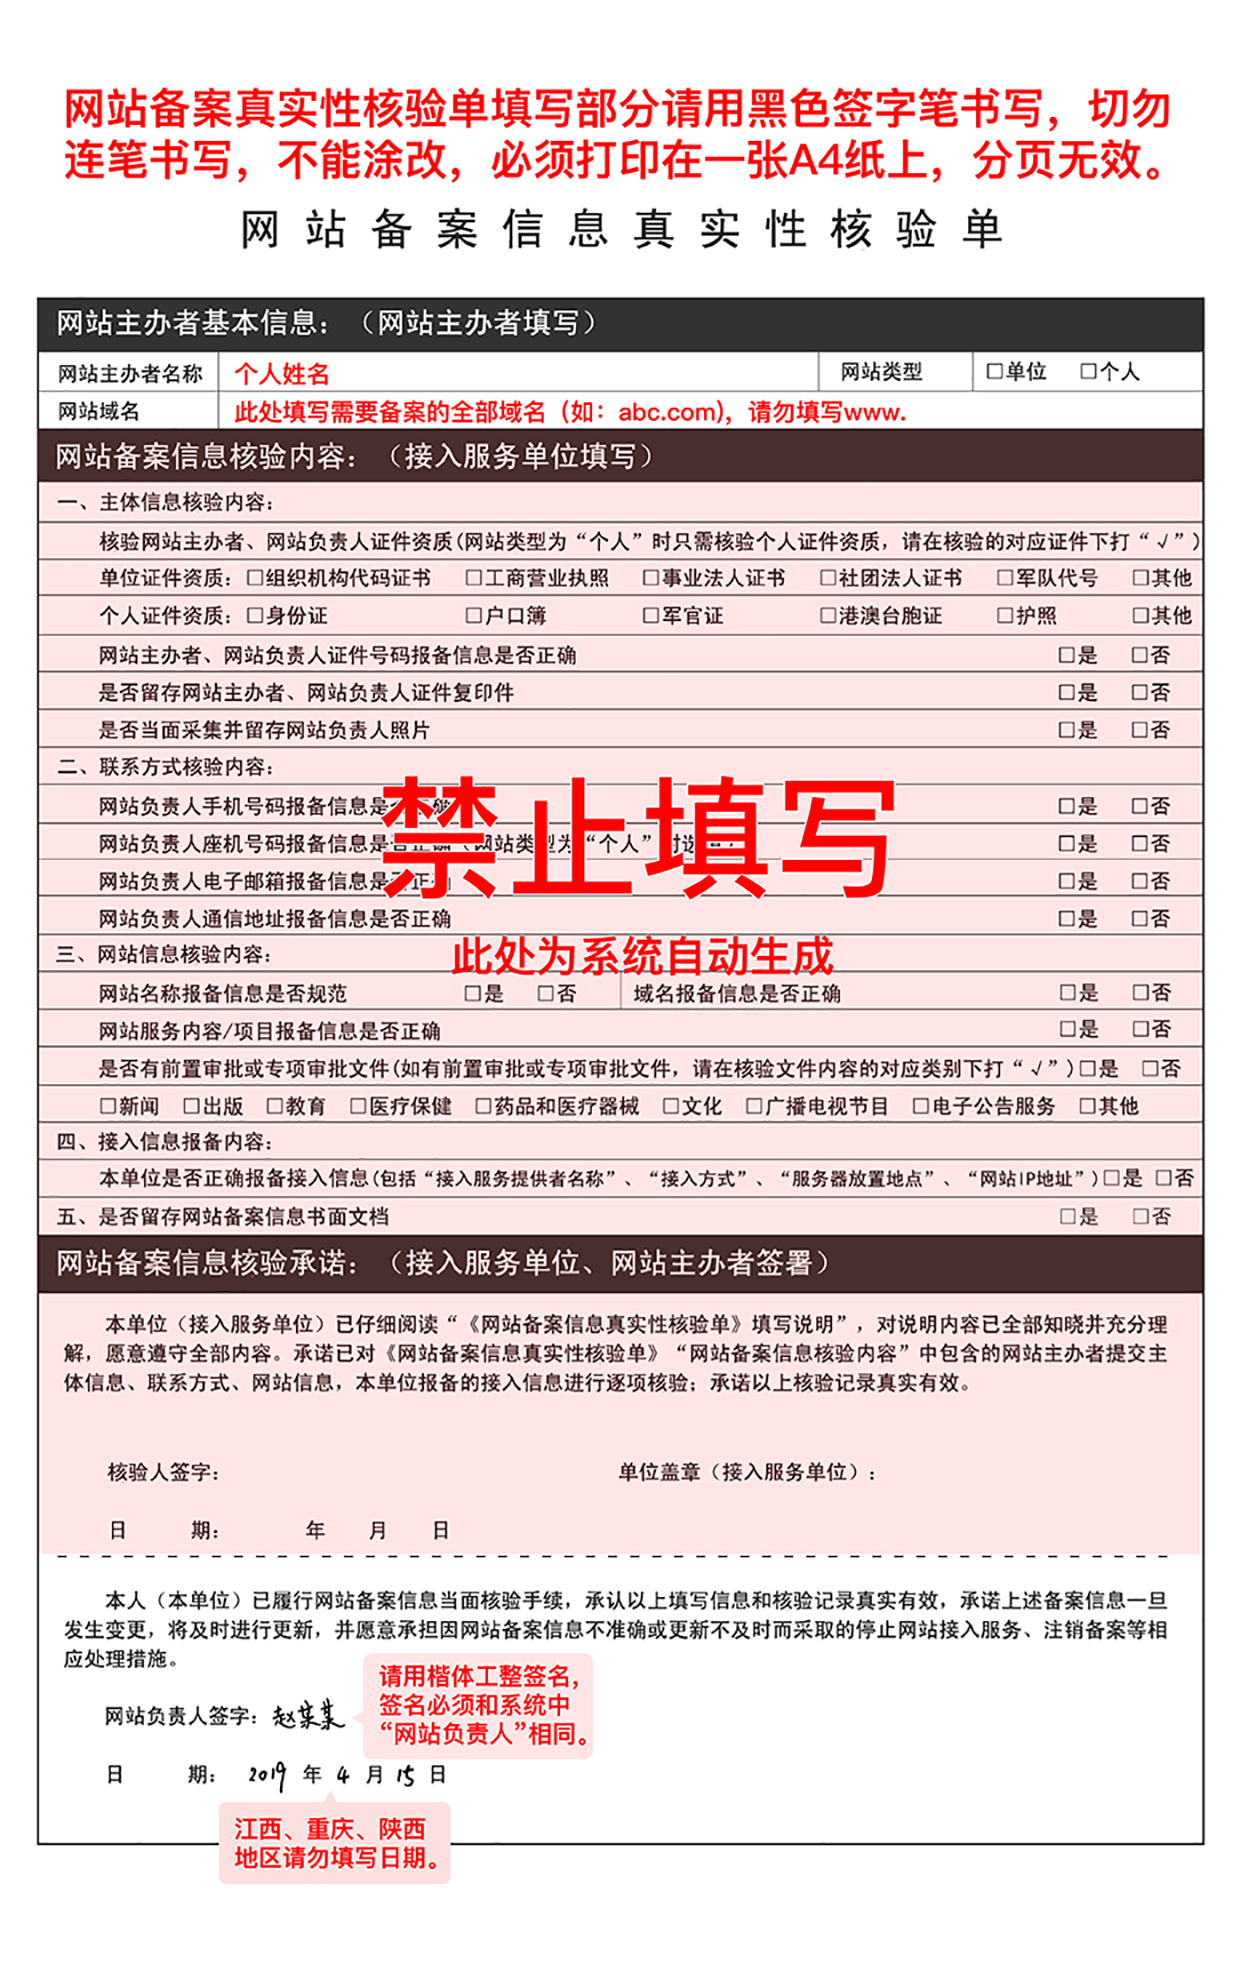 网站备案真实性核验单填写部分请用黑色签字笔书写，切勿
连笔书写，不能涂改，必须打印在一张A4纸上，分页无效。
网站备案信息真实性核验单
网站主办者基本信息：（网站主办者填写）
网站主办者名称 个人姓名 网站类型 □单位 □个人
网站域名 此处填写需要备案的全部域名（如：abc.com)，请勿填写www.
网站备案信息核验内容：（接入服务单位填写）
一、主体信息核验内容：
核验网站主办者、网站负责人证件资质(网站类型为“个人”时只需核验个人证件资质，请在核验的对应证件下打“√”)
单位证件资质：□组织机构代码证书 □工商营业执照 □事业法人证书 □社团法人证书 □军队代号 □其他
个人证件资质：□身份证 □户口簿 □军官证 □港澳台胞证 □护照 □其他
网站主办者、网站负责人证件号码报备信息是否正确 □是 □否
是否留存网站主办者、网站负责人证件复印件 □是 □否
是否当面采集并留存网站负责人照片 □是 □否
二、联系方式核验内容：
禁止填写
网站负责人手机号码报备信息是否正确 □是 □否
网站负责人座机号码报备信息是否正确（网站类型为“个人”时选填） □是 □否
网站负责人电子邮箱报备信息是否正确 □是 □否
网站负责人通信地址报备信息是否正确 □是 □否
三、网站信息核验内容：
此处为系统自动生成
网站名称报备信息是否规范 □是 □否 域名报备信息是否正确 □是 □否
网站服务内容/项目报备信息是否正确 □是 □否
是否有前置审批或专项审批文件(如有前置审批或专项审批文件，请在核验文件内容的对应类别下打“√”)□是 □否
□新闻 □出版 □教育 □医疗保健 □药品和医疗器械 □文化 □广播电视节目 □电子公告服务 □其他
四、接入信息报备内容：
本单位是否正确报备接入信息(包括“接入服务提供者名称”、“接入方式”、“服务器放置地点”、“网站IP地址”)□是 □否
五、是否留存网站备案信息书面文档 □是 □否
网站备案信息核验承诺：（接入服务单位、网站主办者签署）
本单位（接入服务单位）已仔细阅读“《网站备案信息真实性核验单》填写说明”，对说明内容已全部知晓并充分理
解，愿意遵守全部内容。承诺已对《网站备案信息真实性核验单》“网站备案信息核验内容”中包含的网站主办者提交主
体信息、联系方式、网站信息，本单位报备的接入信息进行逐项核验；承诺以上核验记录真实有效。
核验人签字： 单位盖章（接入服务单位）：
日 期： 年 月 日
本人（本单位）已履行网站备案信息当面核验手续，承认以上填写信息和核验记录真实有效，承诺上述备案信息一旦
发生变更，将及时进行更新，并愿意承担因网站备案信息不准确或更新不及时而采取的停止网站接入服务、注销备案等相
应处理措施。
网站负责人签字：赵某某
请用楷体工整签名，
签名必须和系统中
“网站负责人”相同。
日 期： 2019 年 4 月 15 日
江西、重庆、陕西
地区请勿填写日期。